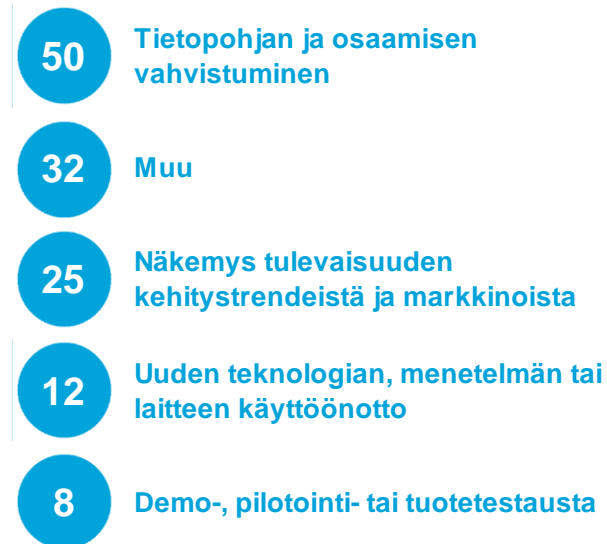 50
Tietopohjan ja osaamisen
vahvistuminen
32
Muu
25
Näkemys tulevaisuuden
kehitystrendeistä ja markkinoista
12
Uuden teknologian, menetelmän tai
laitteen käyttöönotto
8
Demo-, pilotointi- tai tuotetestausta